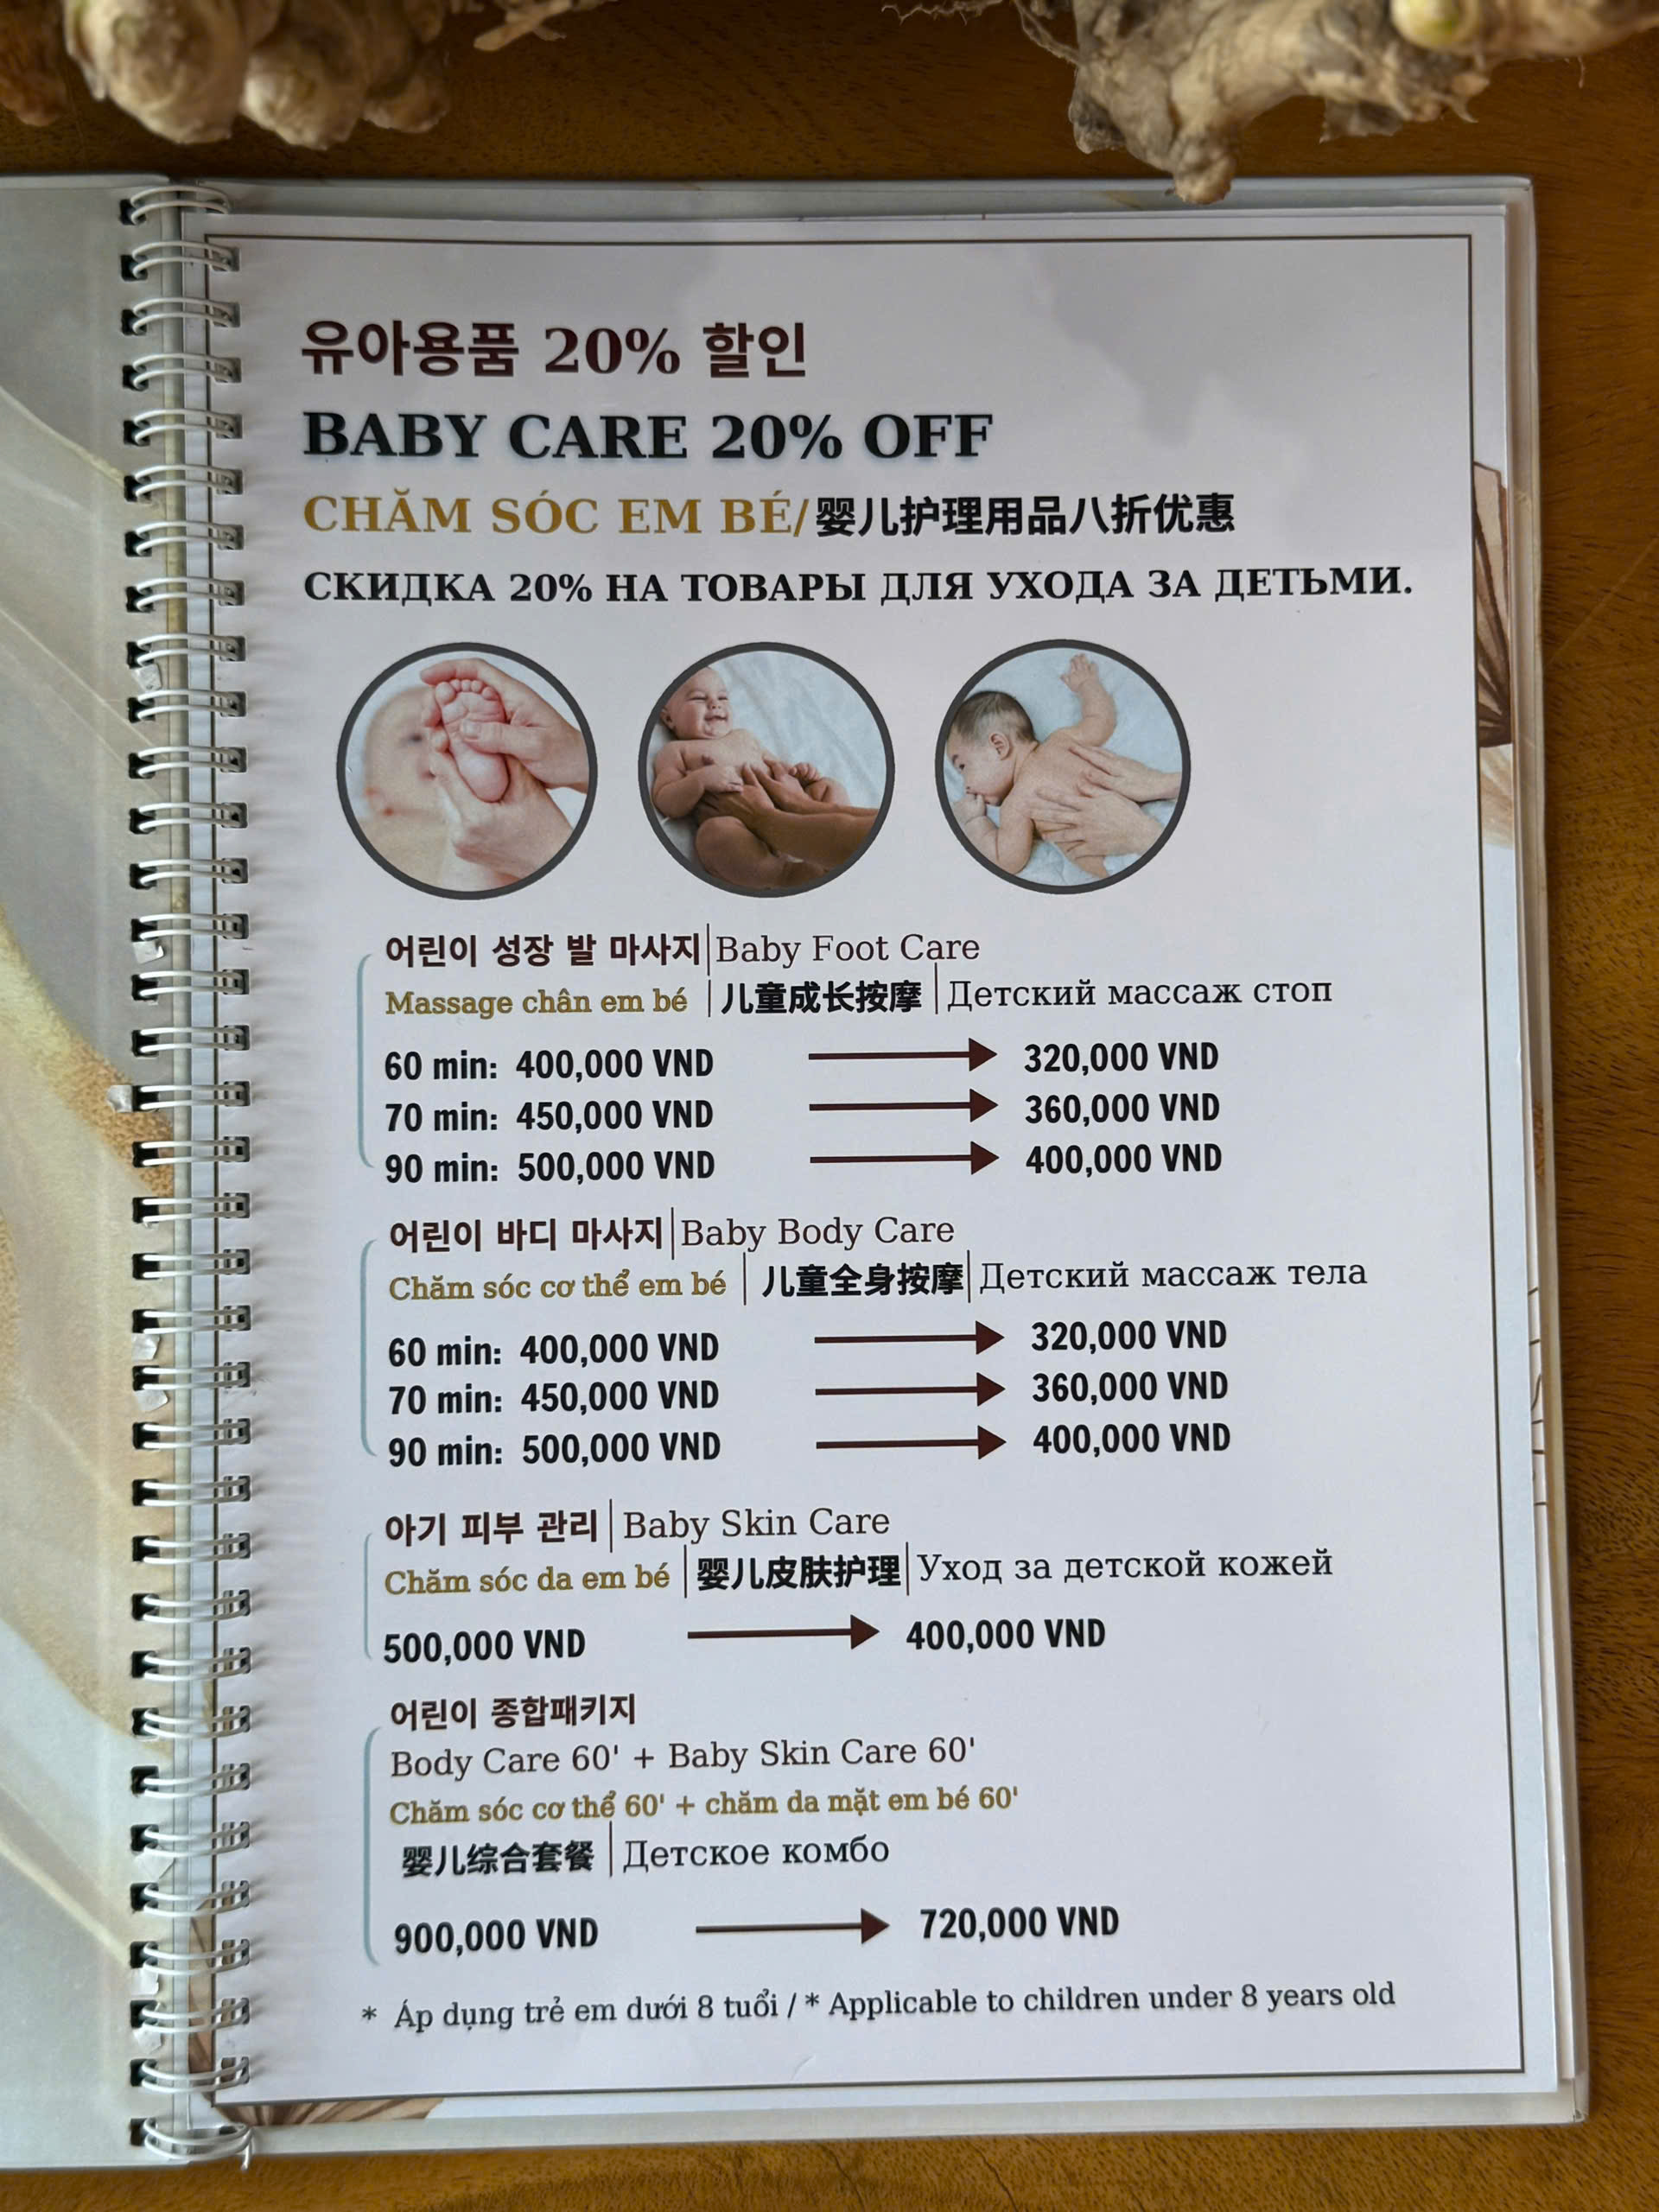 유아용품 20% 할인
BABY CARE 20% OFF
CHĂM SÓC EM BÉ/婴儿护理用品八折优惠
СКИДКА 20% НА ТОВАРЫ ДЛЯ УХОДА ЗА ДЕТЬМИ.
어린이 성장 발 마사지|Baby Foot Care
Massage chân em bé |儿童成长按摩|Детский массаж стоп
60 min: 400,000 VND → 320,000 VND
70 min: 450,000 VND → 360,000 VND
90 min: 500,000 VND → 400,000 VND
어린이 바디 마사지|Baby Body Care
Chăm sóc cơ thể em bé | 儿童全身按摩|Детский массаж тела
60 min: 400,000 VND → 320,000 VND
70 min: 450,000 VND → 360,000 VND
90 min: 500,000 VND → 400,000 VND
아기 피부 관리|Baby Skin Care
Chăm sóc da em bé |婴儿皮肤护理|Уход за детской кожей
500,000 VND → 400,000 VND
어린이 종합패키지
Body Care 60' + Baby Skin Care 60'
Chăm sóc cơ thể 60' + chăm da mặt em bé 60'
婴儿综合套餐 |Детское комбо
900,000 VND → 720,000 VND
* Áp dụng trẻ em dưới 8 tuổi / * Applicable to children under 8 years old